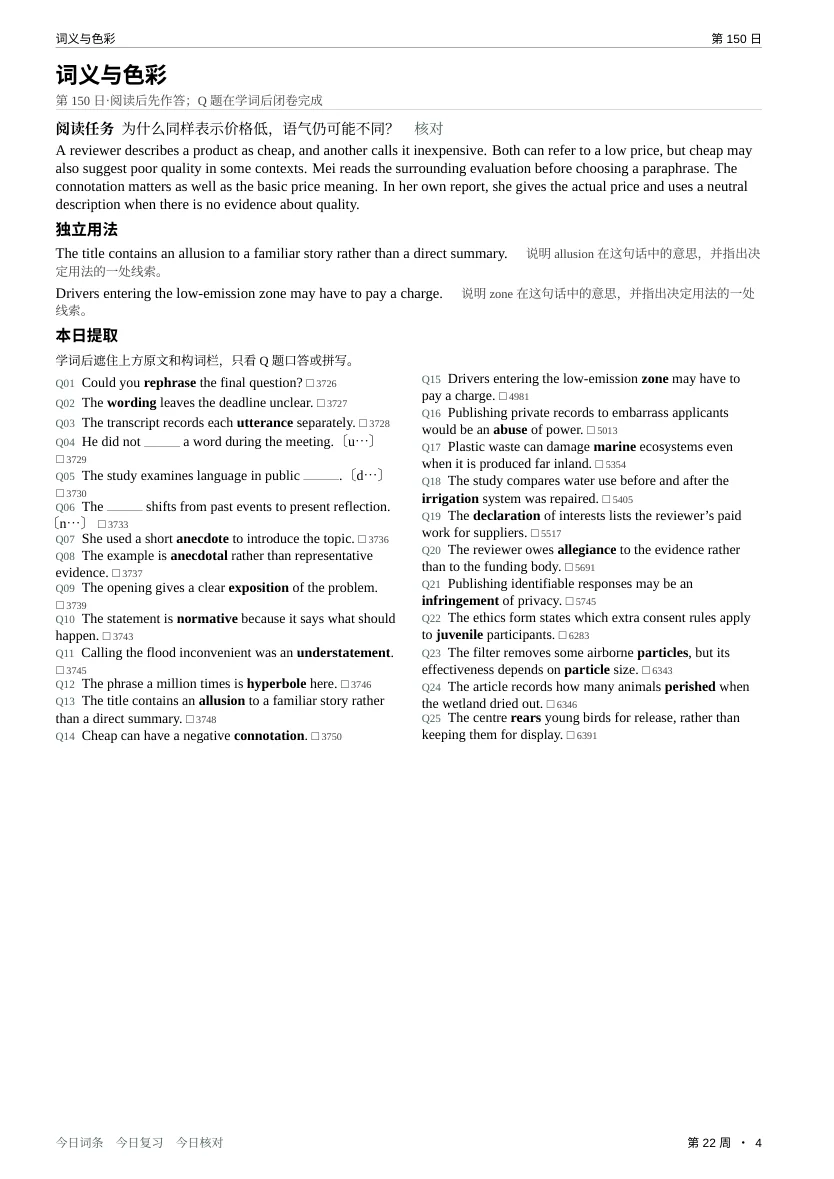 词义与色彩 第 150 日
词义与色彩
第 150 日·阅读后先作答；Q 题在学词后闭卷完成
阅读任务 为什么同样表示价格低，语气仍可能不同？ 核对
A reviewer describes a product as cheap, and another calls it inexpensive. Both can refer to a low price, but cheap may
also suggest poor quality in some contexts. Mei reads the surrounding evaluation before choosing a paraphrase. The
connotation matters as well as the basic price meaning. In her own report, she gives the actual price and uses a neutral
description when there is no evidence about quality.
独立用法
The title contains an allusion to a familiar story rather than a direct summary. 说明 allusion 在这句话中的意思，并指出决
定用法的一处线索。
Drivers entering the low-emission zone may have to pay a charge. 说明 zone 在这句话中的意思，并指出决定用法的一处
线索。
本日提取
学词后遮住上方原文和构词栏，只看 Q 题口答或拼写。
Q01 Could you rephrase the final question? □ 3726
Q02 The wording leaves the deadline unclear. □ 3727
Q03 The transcript records each utterance separately. □ 3728
Q04 He did not _____ a word during the meeting.〔u···〕
□ 3729
Q05 The study examines language in public _____.〔d···〕
□ 3730
Q06 The _____ shifts from past events to present reflection.
〔n···〕 □ 3733
Q07 She used a short anecdote to introduce the topic. □ 3736
Q08 The example is anecdotal rather than representative
evidence. □ 3737
Q09 The opening gives a clear exposition of the problem.
□ 3739
Q10 The statement is normative because it says what should
happen. □ 3743
Q11 Calling the flood inconvenient was an understatement.
□ 3745
Q12 The phrase a million times is hyperbole here. □ 3746
Q13 The title contains an allusion to a familiar story rather
than a direct summary. □ 3748
Q14 Cheap can have a negative connotation. □ 3750
Q15 Drivers entering the low-emission zone may have to
pay a charge. □ 4981
Q16 Publishing private records to embarrass applicants
would be an abuse of power. □ 5013
Q17 Plastic waste can damage marine ecosystems even
when it is produced far inland. □ 5354
Q18 The study compares water use before and after the
irrigation system was repaired. □ 5405
Q19 The declaration of interests lists the reviewer’s paid
work for suppliers. □ 5517
Q20 The reviewer owes allegiance to the evidence rather
than to the funding body. □ 5691
Q21 Publishing identifiable responses may be an
infringement of privacy. □ 5745
Q22 The ethics form states which extra consent rules apply
to juvenile participants. □ 6283
Q23 The filter removes some airborne particles, but its
effectiveness depends on particle size. □ 6343
Q24 The article records how many animals perished when
the wetland dried out. □ 6346
Q25 The centre rears young birds for release, rather than
keeping them for display. □ 6391
今日词条 今日复习 今日核对 第 22 周 · 4